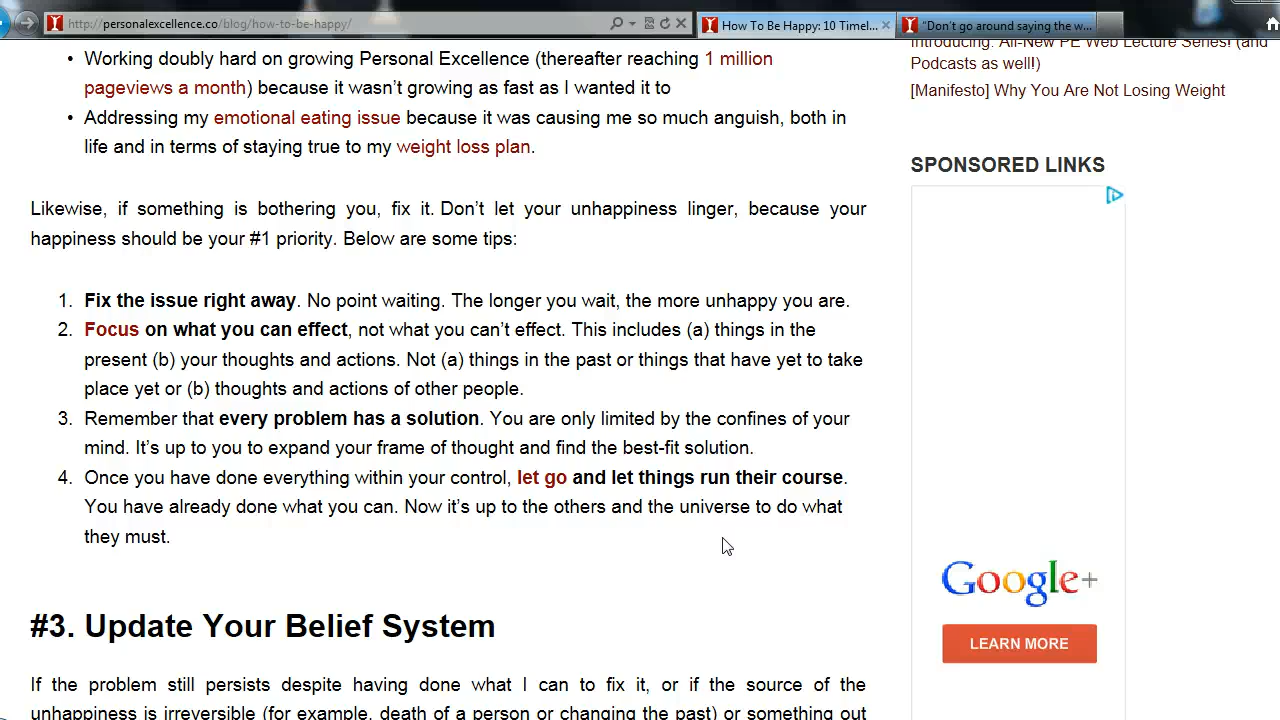 http://personalexcellence.co/blog/how-to-be-happy/
How To Be Happy: 10 Timel...
"Don't go around saying the w...
• Working doubly hard on growing Personal Excellence (thereafter reaching 1 million
pageviews a month) because it wasn't growing as fast as I wanted it to
• Addressing my emotional eating issue because it was causing me so much anguish, both in
life and in terms of staying true to my weight loss plan.
Likewise, if something is bothering you, fix it. Don't let your unhappiness linger, because your
happiness should be your #1 priority. Below are some tips:
1. Fix the issue right away. No point waiting. The longer you wait, the more unhappy you are.
2. Focus on what you can effect, not what you can't effect. This includes (a) things in the
present (b) your thoughts and actions. Not (a) things in the past or things that have yet to take
place yet or (b) thoughts and actions of other people.
3. Remember that every problem has a solution. You are only limited by the confines of your
mind. It's up to you to expand your frame of thought and find the best-fit solution.
4. Once you have done everything within your control, let go and let things run their course.
You have already done what you can. Now it's up to the others and the universe to do what
they must.
#3. Update Your Belief System
If the problem still persists despite having done what I can to fix it, or if the source of the
unhappiness is irreversible (for example, death of a person or changing the past) or something out
Introducing: All-New PE Web Lecture Series! (and
Podcasts as well!)
[Manifesto] Why You Are Not Losing Weight
SPONSORED LINKS
Google+
LEARN MORE